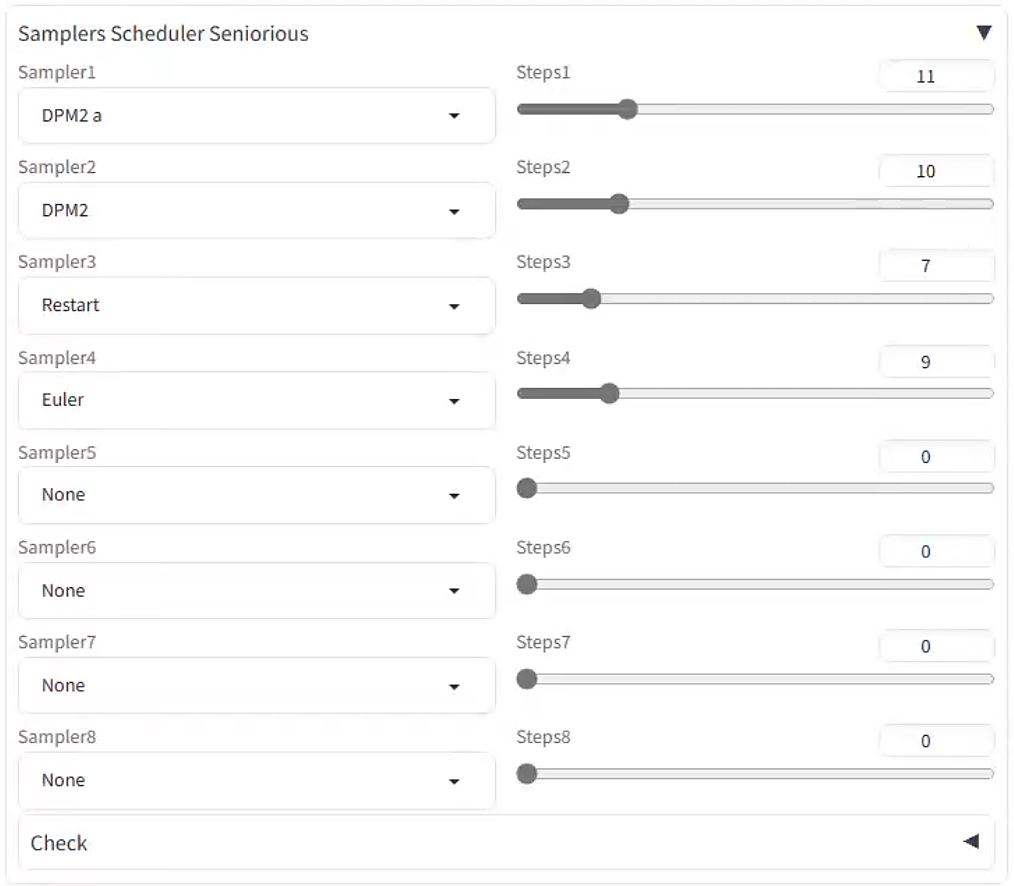 Samplers Scheduler Seniorious
Sampler1
DPM2 a
Steps1
11
Sampler2
DPM2
Steps2
10
Sampler3
Restart
Steps3
7
Sampler4
Euler
Steps4
9
Sampler5
None
Steps5
0
Sampler6
None
Steps6
0
Sampler7
None
Steps7
0
Sampler8
None
Steps8
0
Check